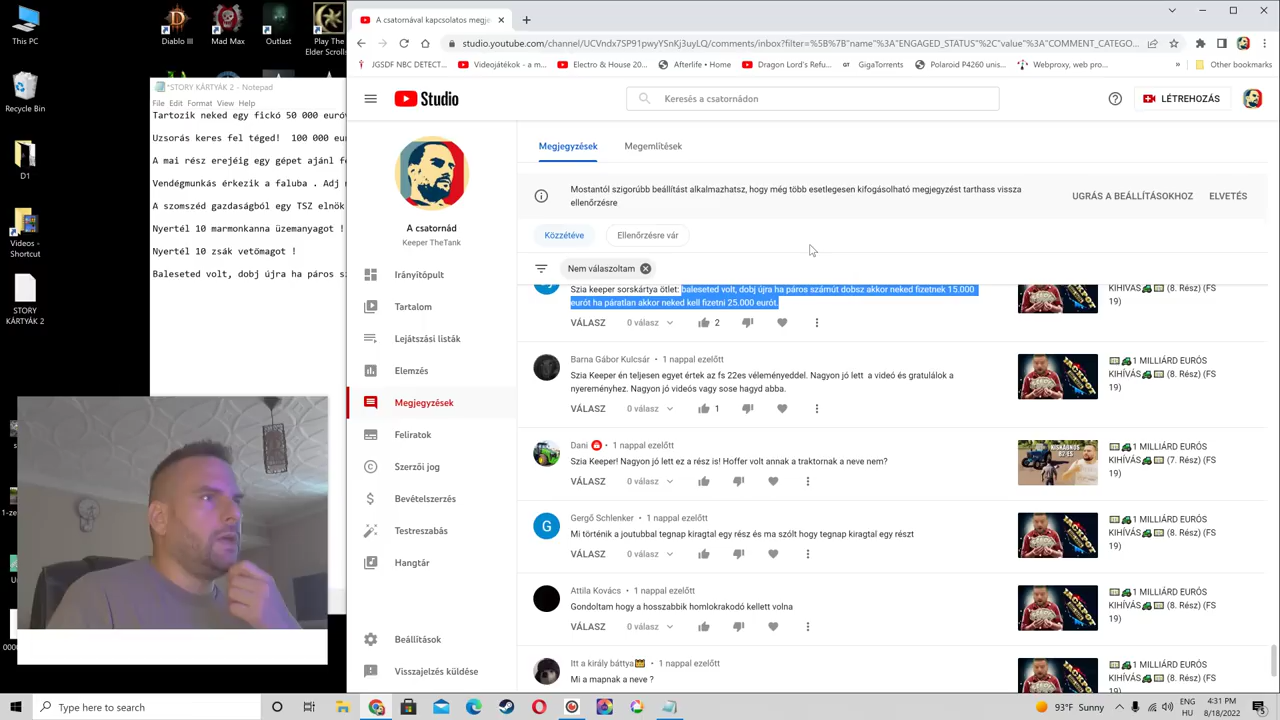 This PC
Recycle Bin
D1
Videos - Shortcut
STORY KÁRTYÁK 2
Diablo III
Mad Max
Outlast
Play The Elder Scrolls
*STORY KÁRTYÁK 2 - Notepad
File Edit Format View Help
Tartozik neked egy fickó 50 000
Uzsorás keres fel téged! 100 000
A mai rész erejéig egy gépet ajánl
Vendégmunkás érkezik a faluba . Adj
A szomszéd gazdaságból egy TSZ elnök
Nyertél 10 marmonkanna üzemanyagot !
Nyertél 10 zsák vetőmagot !
Baleseted volt, dobj újra ha páros
A csatornával kapcsolatos megje
studio.youtube.com/channel/UCVndx7SP91pwyYSnKj3uyLQ/comments/inbox?filter=%5B%7B"name"%3A"ENGAGED_STATUS"%2C"value"%3A"COMMENT_CATEGO...
JGSDF NBC DETECT...
Videojátékok - a m...
Electro & House 20...
Afterlife • Home
Dragon Lord's Refu...
GigaTorrents
Polaroid P4260 unis...
Webproxy, web pro...
»
Other bookmarks
Studio
Keresés a csatornádon
LÉTREHOZÁS
A csatornád
Keeper TheTank
Irányítópult
Tartalom
Lejátszási listák
Elemzés
Megjegyzések
Feliratok
Szerzői jog
Bevételszerzés
Testreszabás
Hangtár
Beállítások
Visszajelzés küldése
Megjegyzések Megemlítések
Mostantól szigorúbb beállítást alkalmazhatsz, hogy még több esetlegesen kifogásolható megjegyzést tarthass vissza
ellenőrzésre
UGRÁS A BEÁLLÍTÁSOKHOZ ELVETÉS
Közzétéve Ellenőrzésre vár
Nem válaszoltam
Szia keeper sorskártya ötlet: baleseted volt, dobj újra ha páros számút dobsz akkor neked fizetnek 15.000
eurót ha páratlan akkor neked kell fizetni 25.000 eurót.
VÁLASZ 0 válasz 2
KIHÍVÁS (8. Rész) (FS
19)
Barna Gábor Kulcsár • 1 nappal ezelőtt
Szia Keeper én teljesen egyet értek az fs 22es véleményeddel. Nagyon jó lett a videó és gratulálok a
nyereményhez. Nagyon jó videós vagy sose hagyd abba.
VÁLASZ 0 válasz 1
1 MILLIÁRD EURÓS
KIHÍVÁS (8. Rész) (FS
19)
Dani • 1 nappal ezelőtt
Szia Keeper! Nagyon jó lett ez a rész is! Hoffer volt annak a traktornak a neve nem?
VÁLASZ 0 válasz
1 MILLIÁRD EURÓS
KIHÍVÁS (7. Rész) (FS
19)
G
Gergő Schlenker • 1 nappal ezelőtt
Mi történik a joutubbal tegnap kiragtal egy rész és ma szólt hogy tegnap kiragtal egy részt
VÁLASZ 0 válasz
1 MILLIÁRD EURÓS
KIHÍVÁS (8. Rész) (FS
19)
Attila Kovács • 1 nappal ezelőtt
Gondoltam hogy a hosszabbik homlokrakodó kellett volna
VÁLASZ 0 válasz
1 MILLIÁRD EURÓS
KIHÍVÁS (8. Rész) (FS
19)
Itt a király báttya • 1 nappal ezelőtt
Mi a mapnak a neve ?
1 MILLIÁRD EURÓS
KIHÍVÁS (8. Rész) (FS
Type here to search
93°F Sunny
ENG
HU
4:31 PM
8/18/2022
5